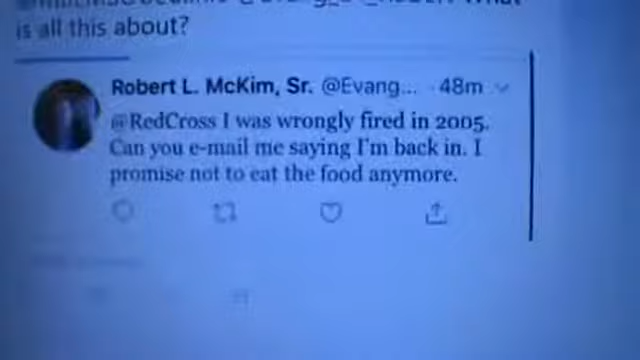 is all this about?
Robert L. McKim, Sr. @Evang... · 48m
@RedCross I was wrongly fired in 2005.
Can you e-mail me saying I'm back in. I
promise not to eat the food anymore.